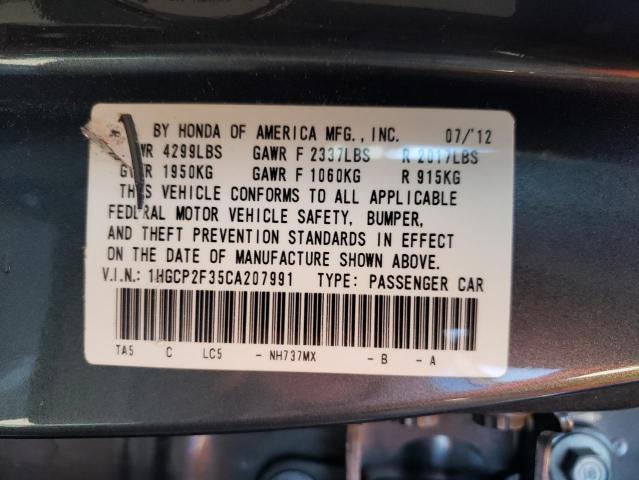 BY HONDA OF AMERICA MFG., INC. 07/'12
4299LBS GAWR F 2337LBS R 2017LBS
GVWR 1950KG GAWR F 1060KG R 915KG
THIS VEHICLE CONFORMS TO ALL APPLICABLE
FEDERAL MOTOR VEHICLE SAFETY, BUMPER,
AND THEFT PREVENTION STANDARDS IN EFFECT
ON THE DATE OF MANUFACTURE SHOWN ABOVE.
V.I.N.: 1HGCP2F35CA207991 TYPE: PASSENGER CAR
TA5 C LC5 - NH737MX - B - A